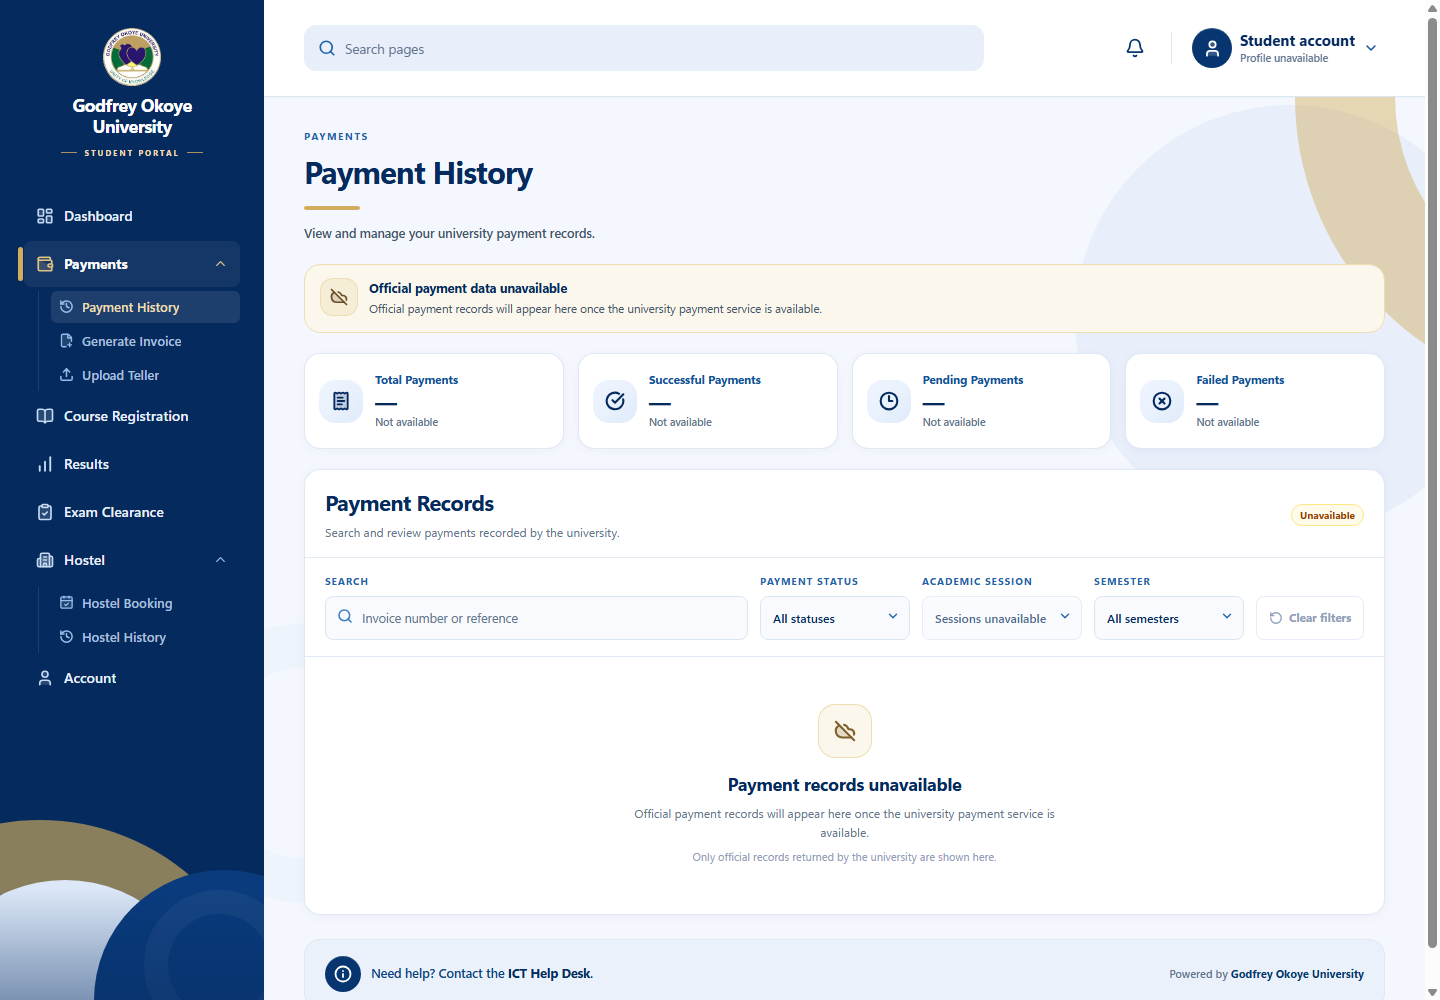 GODFREY OKOYE UNIVERSITY
UNITY OF KNOWLEDGE
Godfrey Okoye
University
STUDENT PORTAL
Dashboard
Payments
Payment History
Generate Invoice
Upload Teller
Course Registration
Results
Exam Clearance
Hostel
Hostel Booking
Hostel History
Account
Search pages
Student account
Profile unavailable
PAYMENTS
Payment History
View and manage your university payment records.
Official payment data unavailable
Official payment records will appear here once the university payment service is available.
Total Payments
—
Not available
Successful Payments
—
Not available
Pending Payments
—
Not available
Failed Payments
—
Not available
Payment Records
Search and review payments recorded by the university.
Unavailable
SEARCH
Invoice number or reference
PAYMENT STATUS
All statuses
ACADEMIC SESSION
Sessions unavailable
SEMESTER
All semesters
Clear filters
Payment records unavailable
Official payment records will appear here once the university payment service is
available.
Only official records returned by the university are shown here.
Need help? Contact the ICT Help Desk.
Powered by Godfrey Okoye University